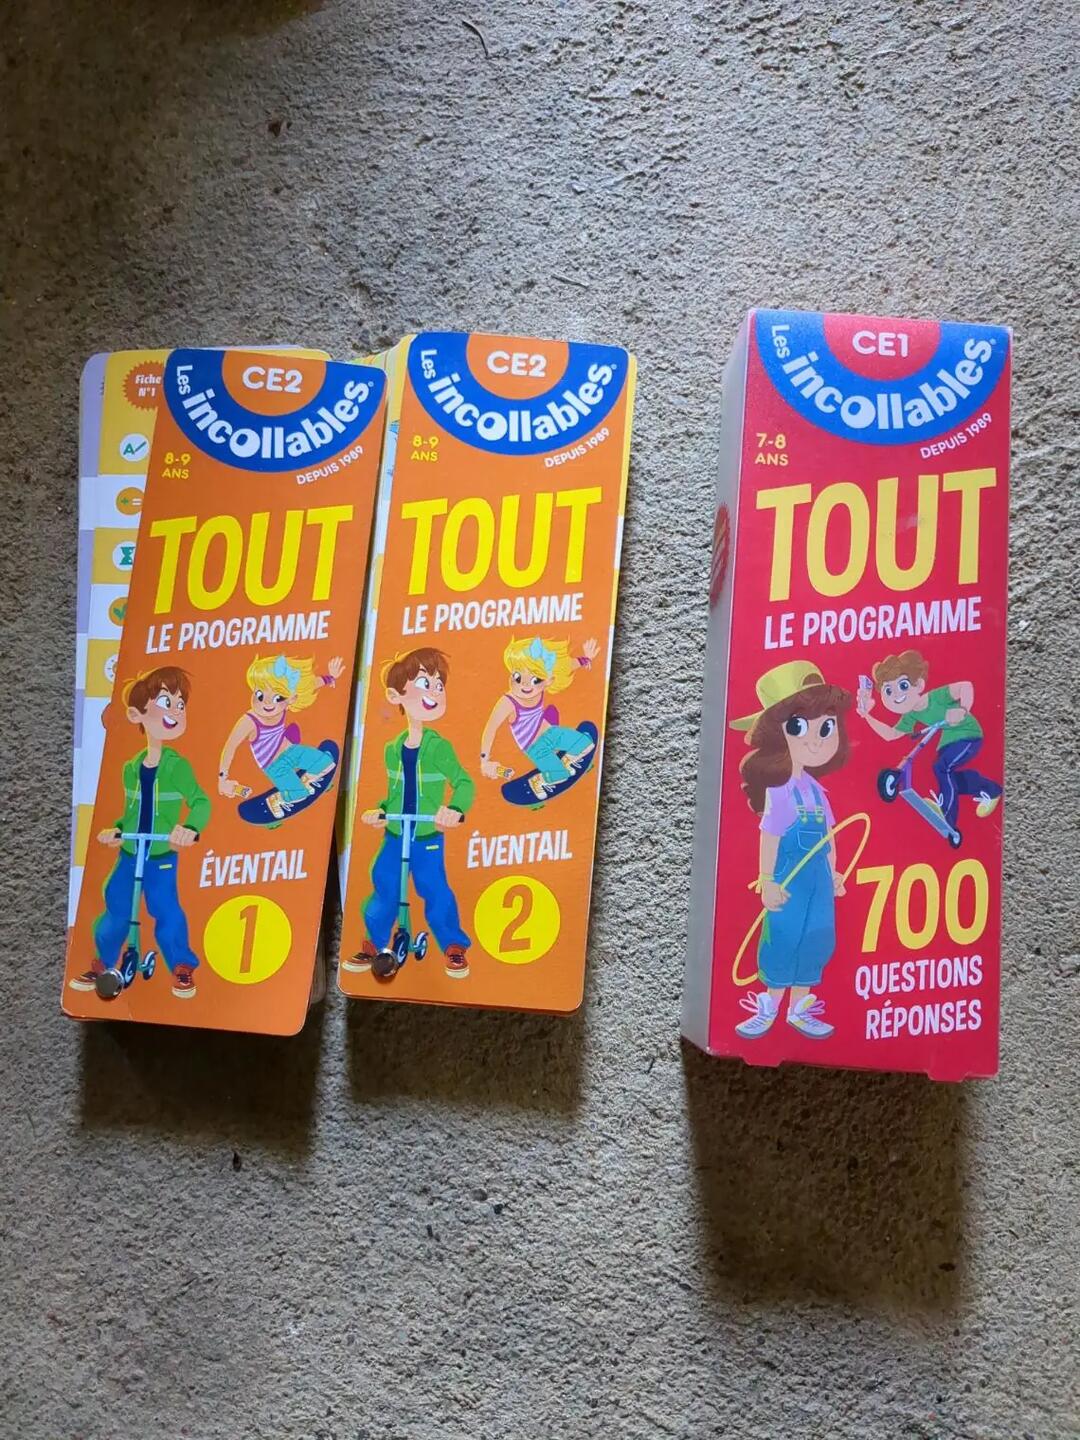 Fiche
N°1
CE2
Les incollables®
DEPUIS 1989
8-9
ANS
TOUT
LE PROGRAMME
ÉVENTAIL
1
CE2
Les incollables®
DEPUIS 1989
8-9
ANS
TOUT
LE PROGRAMME
ÉVENTAIL
2
CE1
Les incollables®
DEPUIS 1989
7-8
ANS
TOUT
LE PROGRAMME
700
QUESTIONS
RÉPONSES